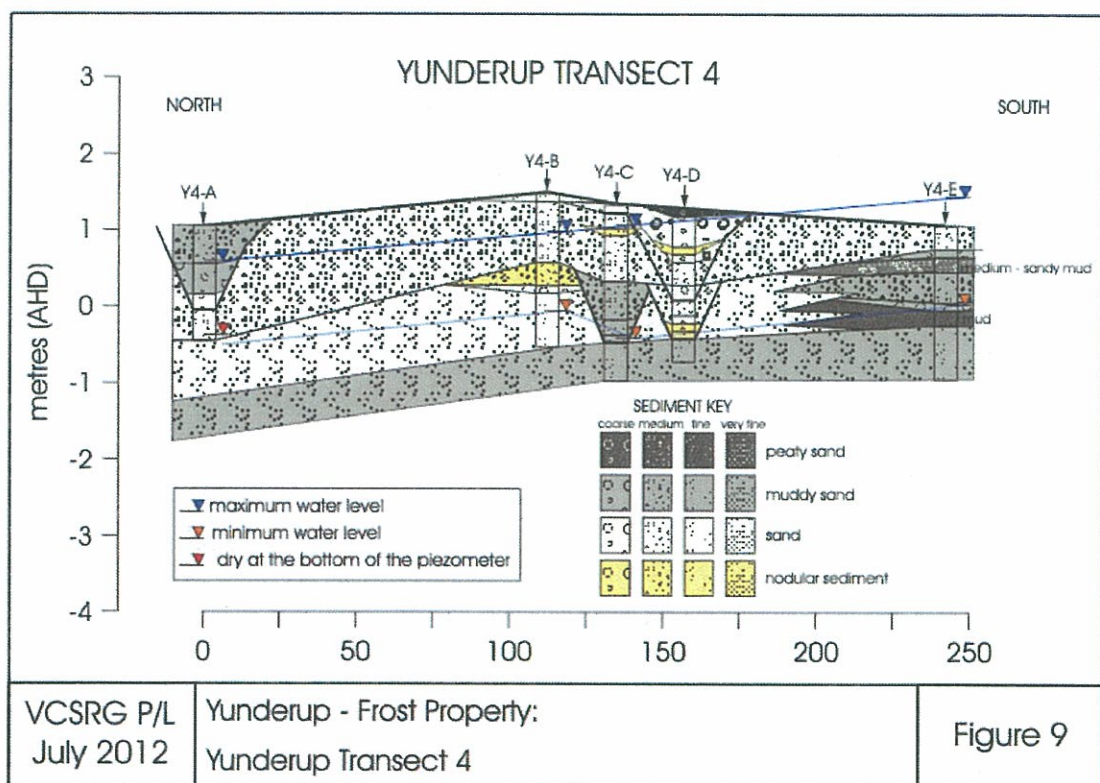 YUNDERUP TRANSECT 4
NORTH
SOUTH
3
2
1
0
-1
-2
-3
-4
metres (AHD)
Y4-A
Y4-B
Y4-C
Y4-D
Y4-E
medium - sandy mud
mud
SEDIMENT KEY
coarse medium fine very fine
peaty sand
muddy sand
sand
nodular sediment
maximum water level
minimum water level
dry at the bottom of the piezometer
0 50 100 150 200 250
VCSRG P/L
July 2012
Yunderup - Frost Property:
Yunderup Transect 4
Figure 9